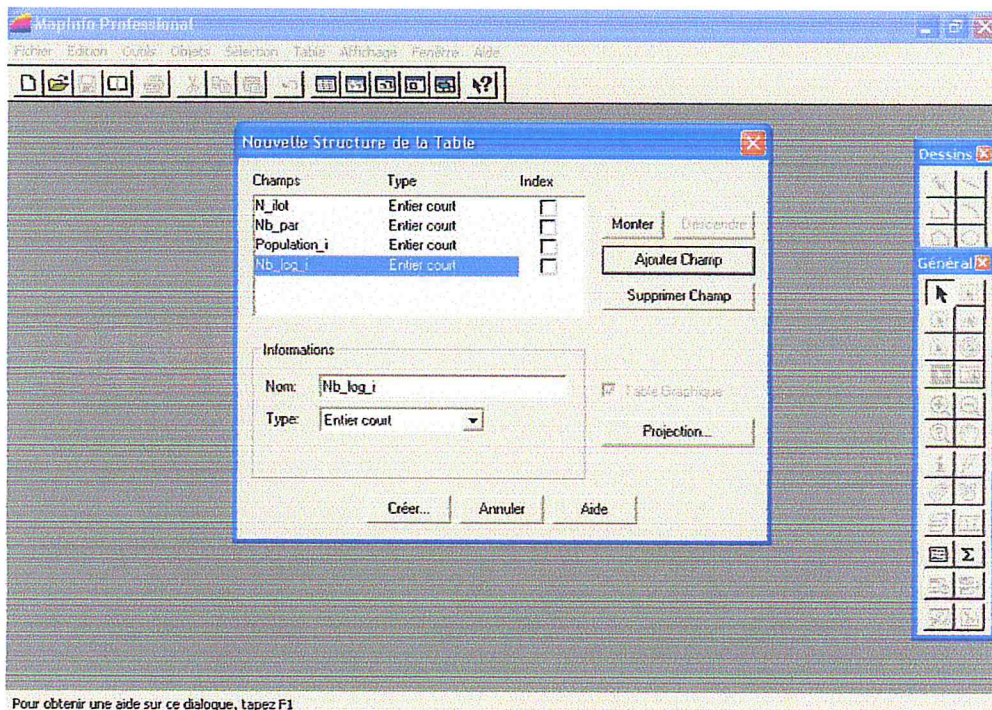 MapInfo Professional
Fichier Edition Outils Objets Sélection Table Affichage Fenêtre Aide
Nouvelle Structure de la Table
Champs Type Index
N_ilot Entier court
Nb_par Entier court
Population_i Entier court
Nb_log_i Entier court
Monter Descendre
Ajouter Champ
Supprimer Champ
Informations
Nom: Nb_log_i
Type: Entier court
Table Graphique
Projection...
Créer... Annuler Aide
Dessins
Général
Pour obtenir une aide sur ce dialogue, tapez F1